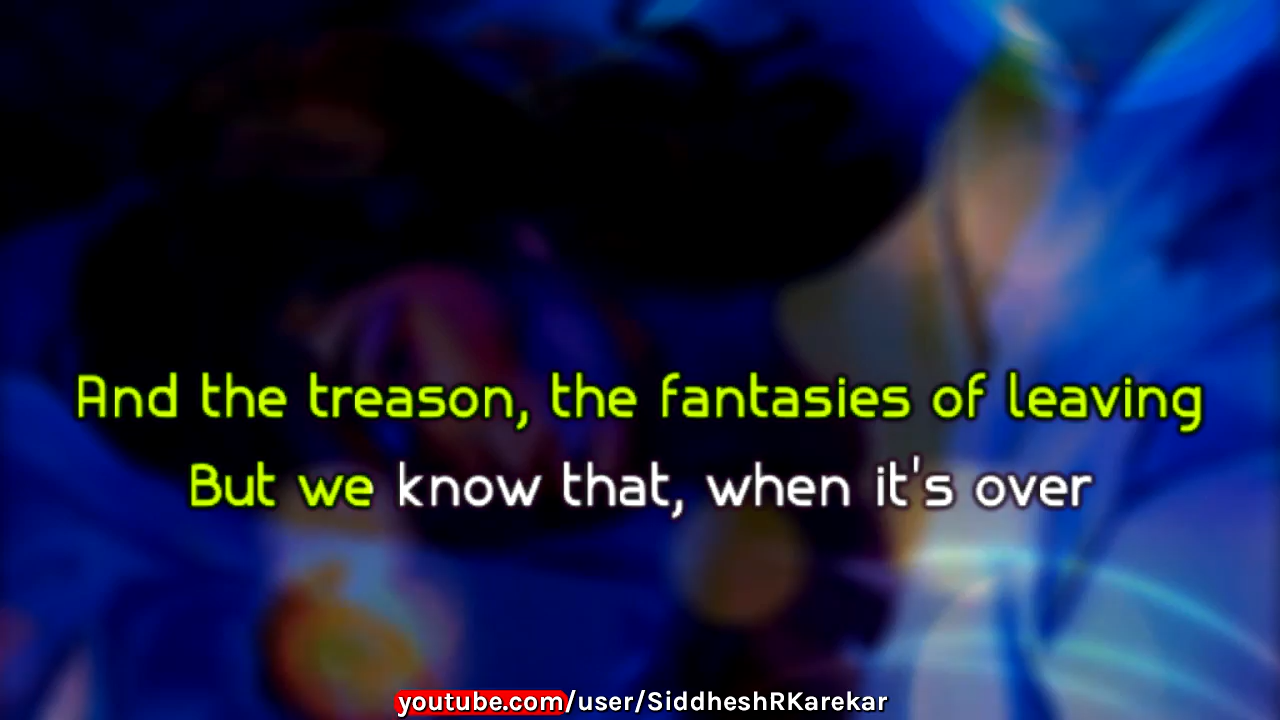 And the treason, the fantasies of leaving
But we know that, when it's over
youtube.com/user/SiddheshRKarekar